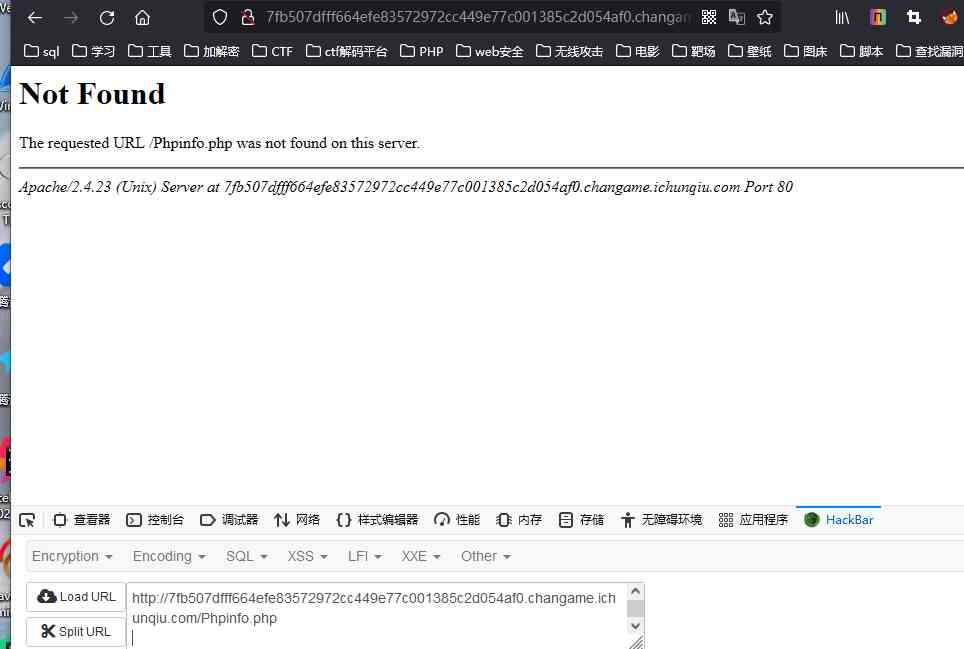 7fb507dfff664efe83572972cc449e77c001385c2d054af0.changam
sql 学习 工具 加解密 CTF ctf解码平台 PHP web安全 无线攻击 电影 靶场 壁纸 图床 脚本 查找漏洞
Not Found
The requested URL /Phpinfo.php was not found on this server.
Apache/2.4.23 (Unix) Server at 7fb507dfff664efe83572972cc449e77c001385c2d054af0.changame.ichunqiu.com Port 80
查看器 控制台 调试器 网络 样式编辑器 性能 内存 存储 无障碍环境 应用程序 HackBar
Encryption Encoding SQL XSS LFI XXE Other
Load URL
Split URL
http://7fb507dfff664efe83572972cc449e77c001385c2d054af0.changame.ich
unqiu.com/Phpinfo.php